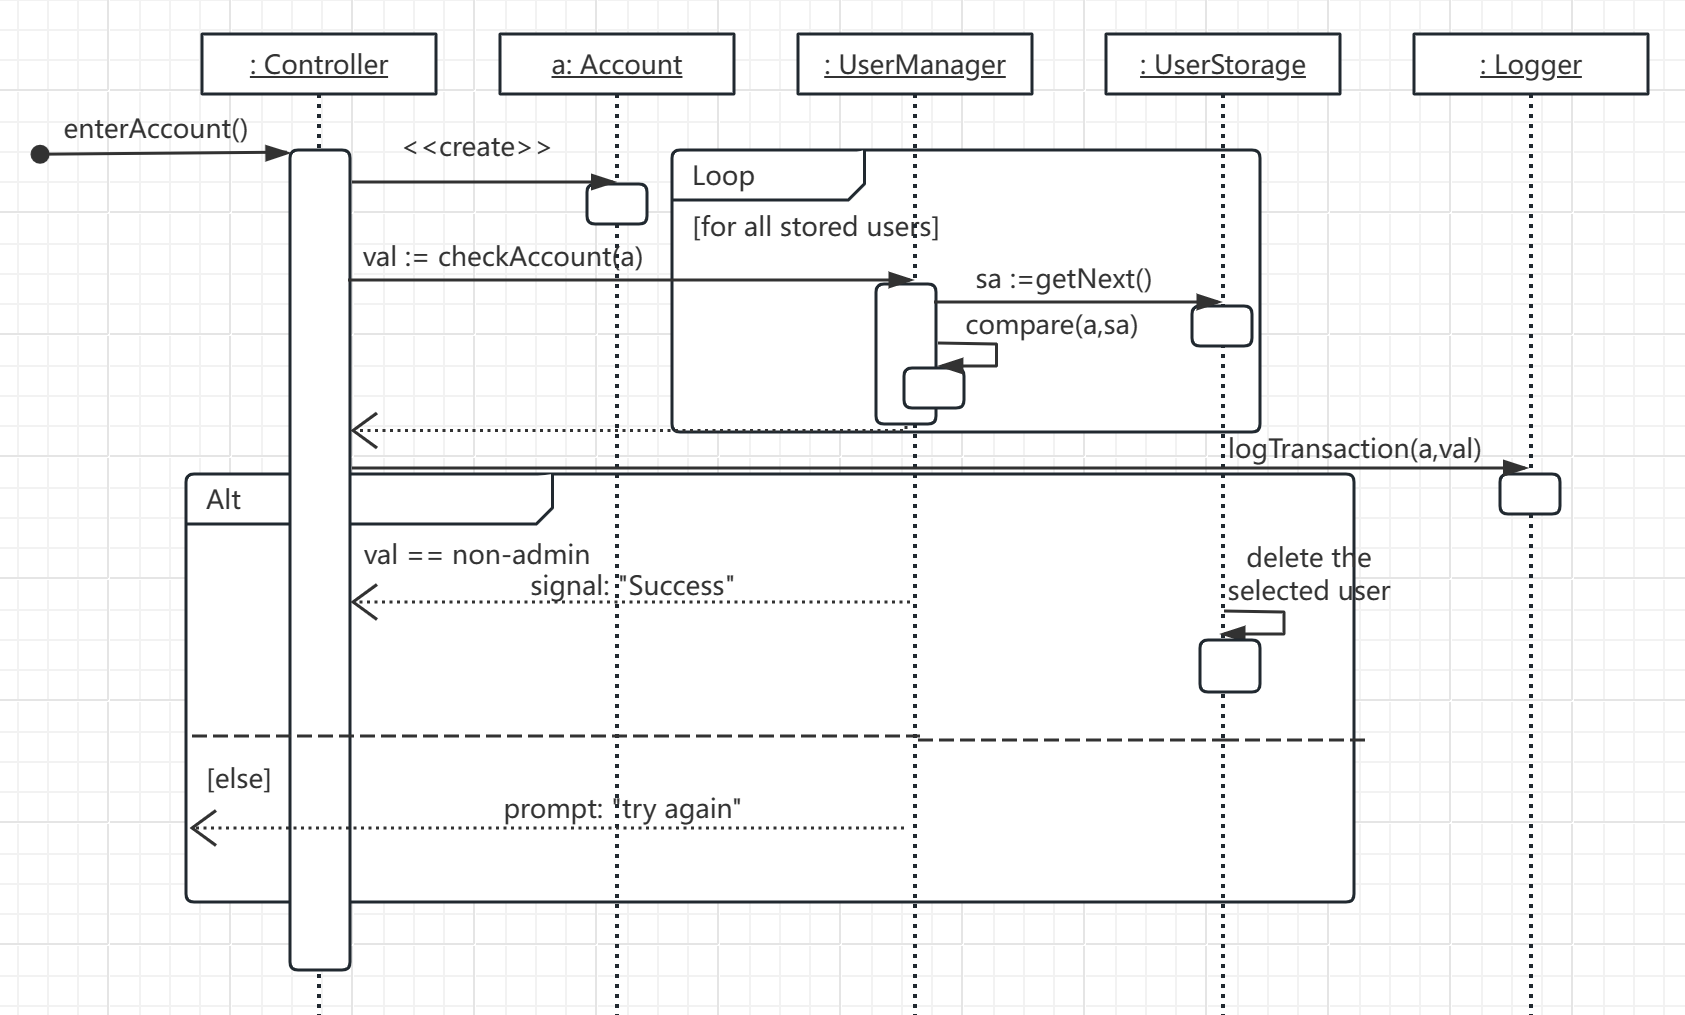 : Controller
a: Account
: UserManager
: UserStorage
: Logger
enterAccount()
<<create>>
Loop
[for all stored users]
val := checkAccount(a)
sa :=getNext()
compare(a,sa)
logTransaction(a,val)
Alt
val == non-admin
signal: "Success"
delete the
selected user
[else]
prompt: "try again"